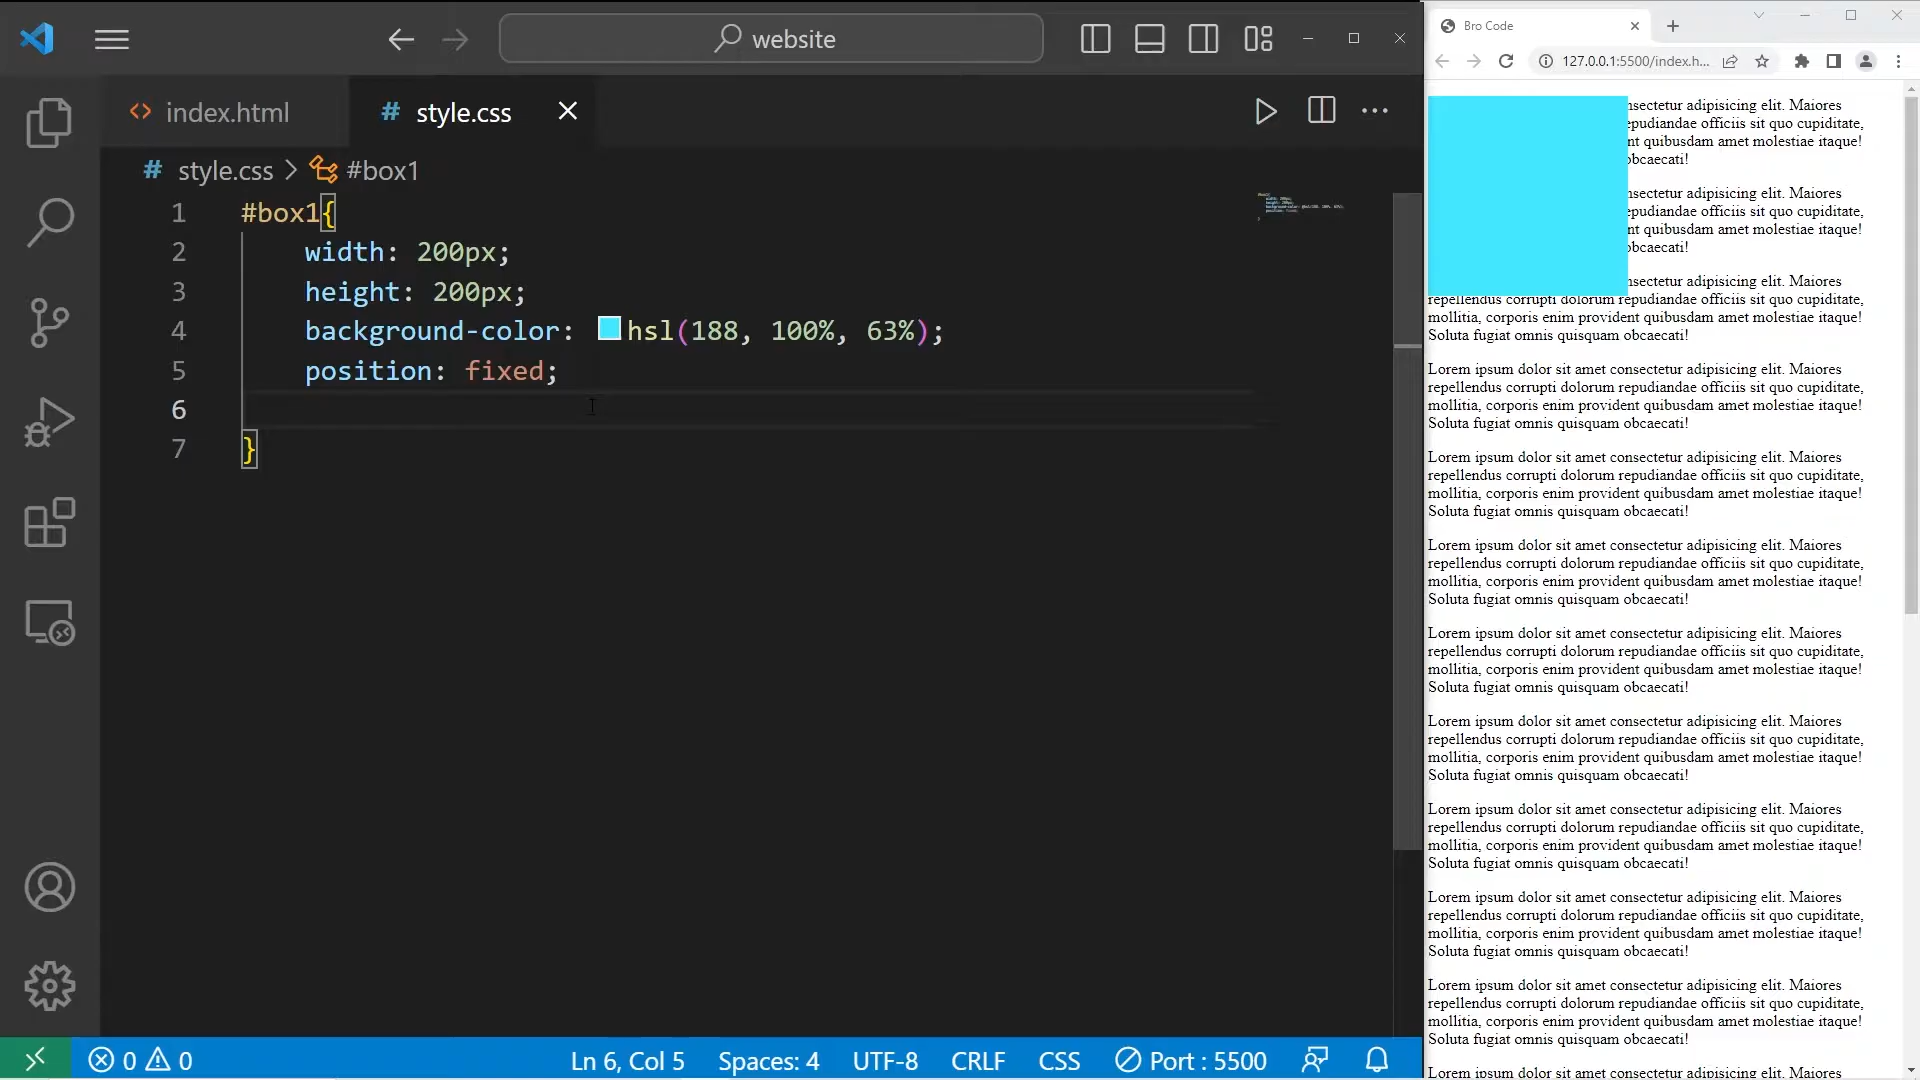 website
index.html
# style.css
# style.css > #box1
1 #box1{
2 width: 200px;
3 height: 200px;
4 background-color: hsl(188, 100%, 63%);
5 position: fixed;
6
7 }
0 0
Ln 6, Col 5 Spaces: 4 UTF-8 CRLF CSS Port : 5500
Bro Code
127.0.0.1:5500/index.h...
nsectetur adipisicing elit. Maiores
repudiandae officiis sit quo cupiditate,
nt quibusdam amet molestiae itaque!
obcaecati!
nsectetur adipisicing elit. Maiores
repudiandae officiis sit quo cupiditate,
nt quibusdam amet molestiae itaque!
obcaecati!
nsectetur adipisicing elit. Maiores
repellendus corrupti dolorum repudiandae officiis sit quo cupiditate,
mollitia, corporis enim provident quibusdam amet molestiae itaque!
Soluta fugiat omnis quisquam obcaecati!
Lorem ipsum dolor sit amet consectetur adipisicing elit. Maiores
repellendus corrupti dolorum repudiandae officiis sit quo cupiditate,
mollitia, corporis enim provident quibusdam amet molestiae itaque!
Soluta fugiat omnis quisquam obcaecati!
Lorem ipsum dolor sit amet consectetur adipisicing elit. Maiores
repellendus corrupti dolorum repudiandae officiis sit quo cupiditate,
mollitia, corporis enim provident quibusdam amet molestiae itaque!
Soluta fugiat omnis quisquam obcaecati!
Lorem ipsum dolor sit amet consectetur adipisicing elit. Maiores
repellendus corrupti dolorum repudiandae officiis sit quo cupiditate,
mollitia, corporis enim provident quibusdam amet molestiae itaque!
Soluta fugiat omnis quisquam obcaecati!
Lorem ipsum dolor sit amet consectetur adipisicing elit. Maiores
repellendus corrupti dolorum repudiandae officiis sit quo cupiditate,
mollitia, corporis enim provident quibusdam amet molestiae itaque!
Soluta fugiat omnis quisquam obcaecati!
Lorem ipsum dolor sit amet consectetur adipisicing elit. Maiores
repellendus corrupti dolorum repudiandae officiis sit quo cupiditate,
mollitia, corporis enim provident quibusdam amet molestiae itaque!
Soluta fugiat omnis quisquam obcaecati!
Lorem ipsum dolor sit amet consectetur adipisicing elit. Maiores
repellendus corrupti dolorum repudiandae officiis sit quo cupiditate,
mollitia, corporis enim provident quibusdam amet molestiae itaque!
Soluta fugiat omnis quisquam obcaecati!
Lorem ipsum dolor sit amet consectetur adipisicing elit. Maiores
repellendus corrupti dolorum repudiandae officiis sit quo cupiditate,
mollitia, corporis enim provident quibusdam amet molestiae itaque!
Soluta fugiat omnis quisquam obcaecati!
Lorem ipsum dolor sit amet consectetur adipisicing elit. Maiores
repellendus corrupti dolorum repudiandae officiis sit quo cupiditate,
mollitia, corporis enim provident quibusdam amet molestiae itaque!
Soluta fugiat omnis quisquam obcaecati!
Lorem ipsum dolor sit amet consectetur adipisicing elit. Maiores